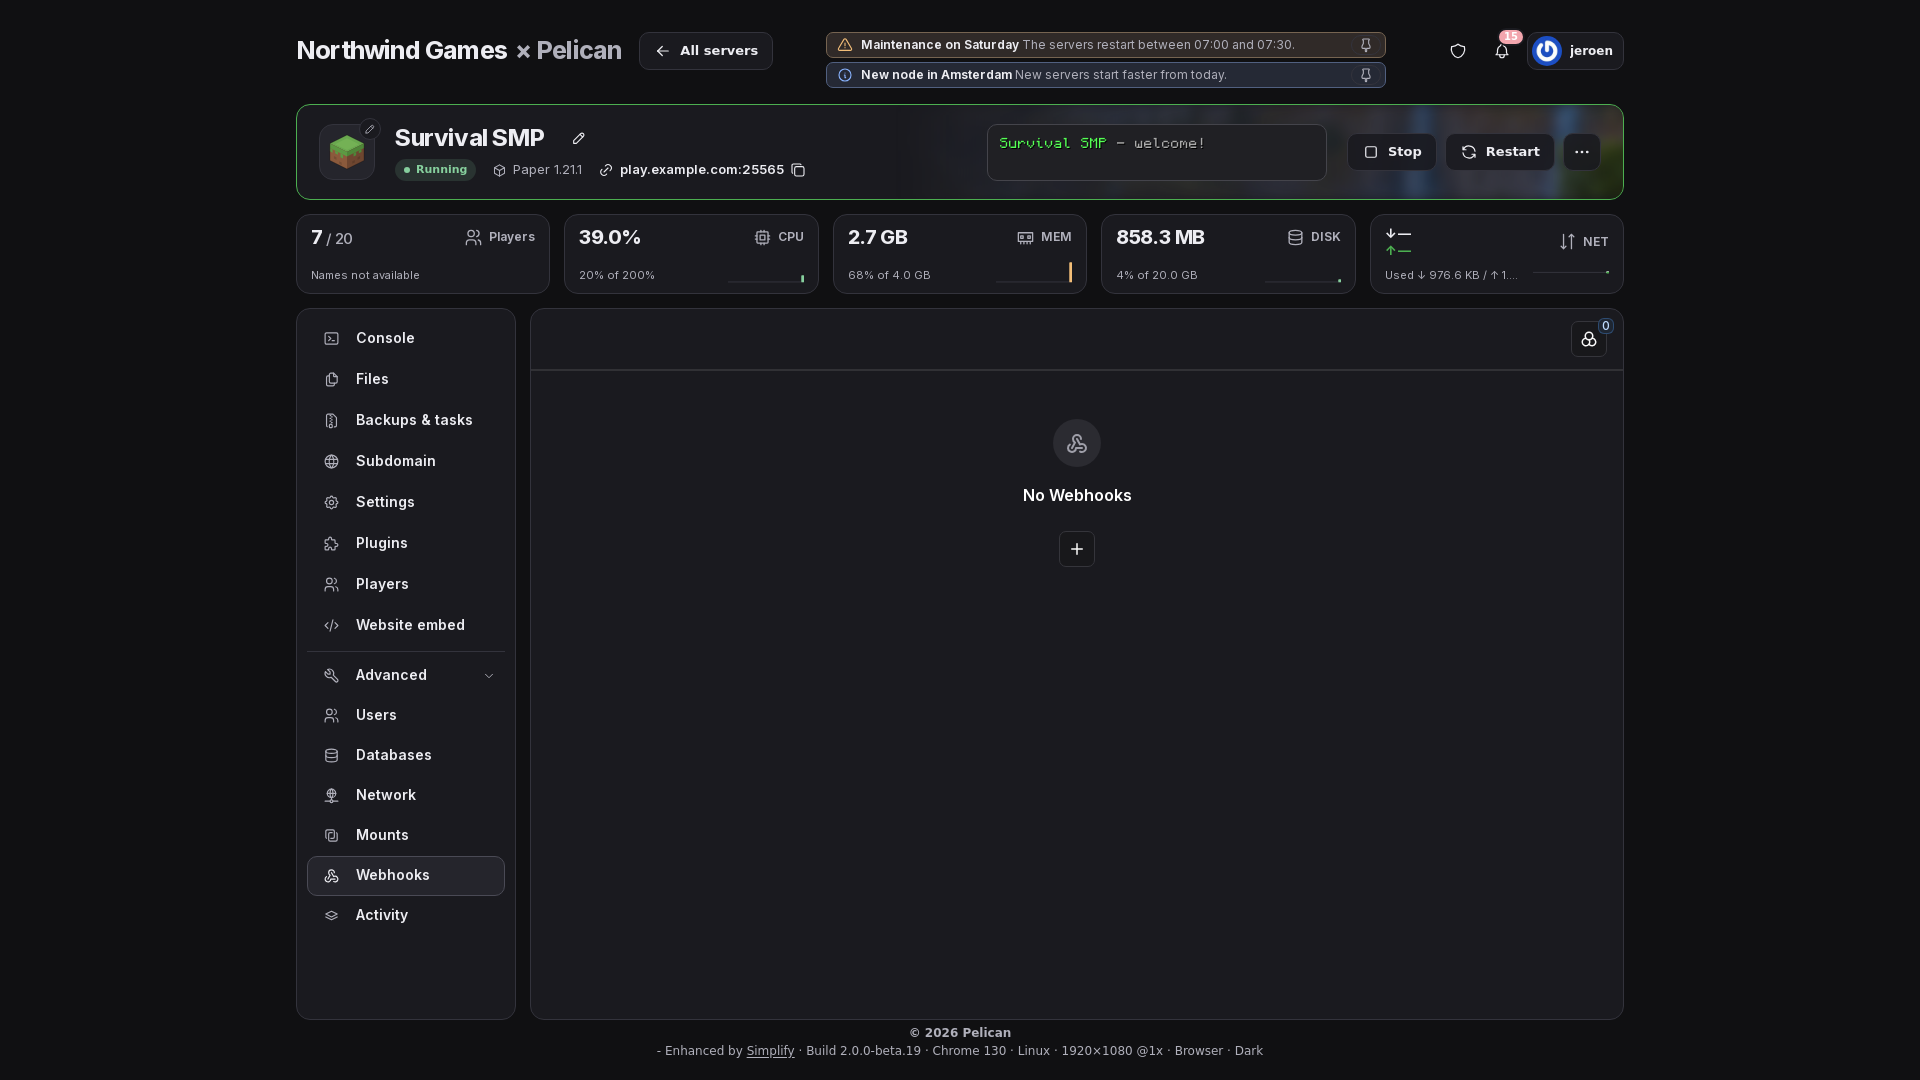 Northwind Games × Pelican
All servers
Maintenance on Saturday The servers restart between 07:00 and 07:30.
New node in Amsterdam New servers start faster from today.
15
jeroen
Survival SMP
Running
Paper 1.21.1
play.example.com:25565
Survival SMP - welcome!
Stop
Restart
7 / 20
Players
Names not available
39.0%
CPU
20% of 200%
2.7 GB
MEM
68% of 4.0 GB
858.3 MB
DISK
4% of 20.0 GB
↓—
↑—
NET
Used ↓ 976.6 KB / ↑ 1....
Console
Files
Backups & tasks
Subdomain
Settings
Plugins
Players
Website embed
Advanced
Users
Databases
Network
Mounts
Webhooks
Activity
0
No Webhooks
© 2026 Pelican
- Enhanced by Simplify · Build 2.0.0-beta.19 · Chrome 130 · Linux · 1920×1080 @1x · Browser · Dark